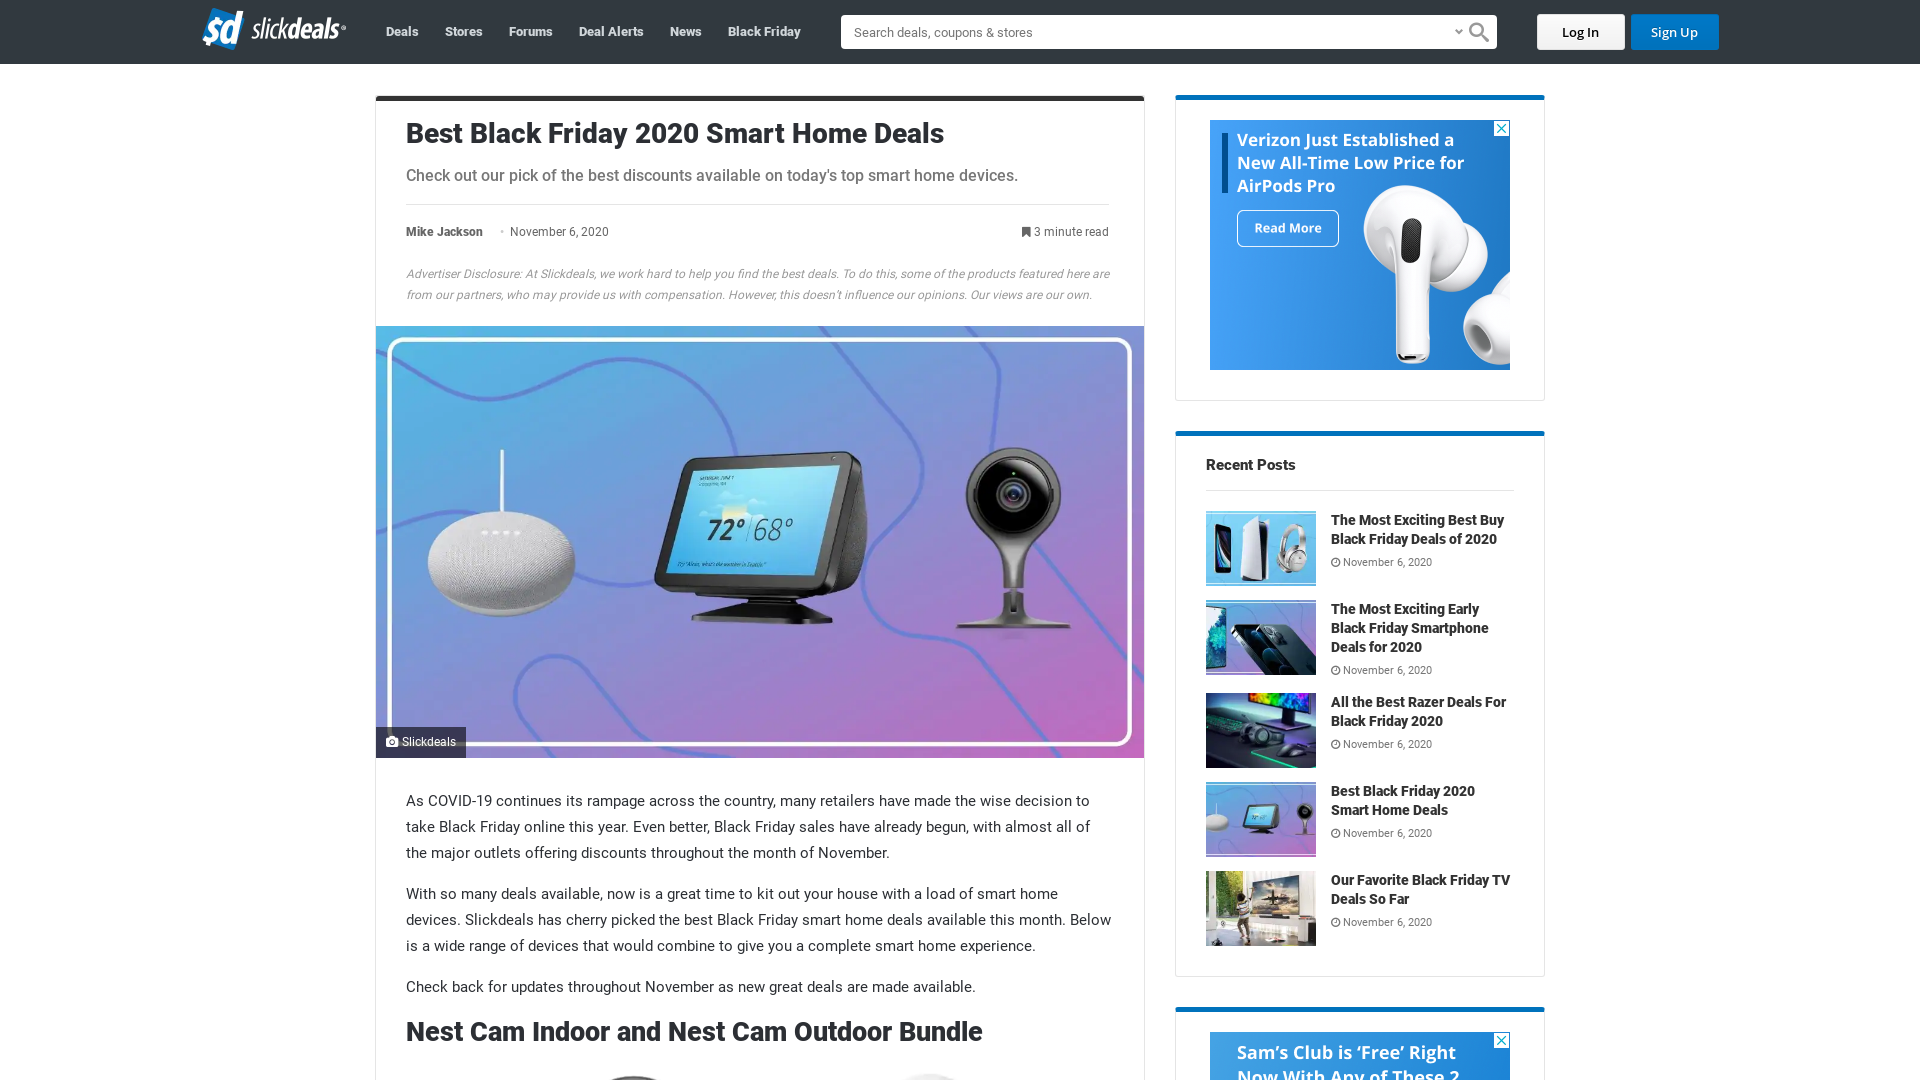 sd slickdeals
Deals
Stores
Forums
Deal Alerts
News
Black Friday
Search deals, coupons & stores
Log In
Sign Up
Best Black Friday 2020 Smart Home Deals
Check out our pick of the best discounts available on today's top smart home devices.
Mike Jackson • November 6, 2020
3 minute read
Advertiser Disclosure: At Slickdeals, we work hard to help you find the best deals. To do this, some of the products featured here are
from our partners, who may provide us with compensation. However, this doesn’t influence our opinions. Our views are our own.
72° 68°
Slickdeals
As COVID-19 continues its rampage across the country, many retailers have made the wise decision to
take Black Friday online this year. Even better, Black Friday sales have already begun, with almost all of
the major outlets offering discounts throughout the month of November.
With so many deals available, now is a great time to kit out your house with a load of smart home
devices. Slickdeals has cherry picked the best Black Friday smart home deals available this month. Below
is a wide range of devices that would combine to give you a complete smart home experience.
Check back for updates throughout November as new great deals are made available.
Nest Cam Indoor and Nest Cam Outdoor Bundle
Verizon Just Established a
New All-Time Low Price for
AirPods Pro
Read More
Recent Posts
The Most Exciting Best Buy
Black Friday Deals of 2020
November 6, 2020
The Most Exciting Early
Black Friday Smartphone
Deals for 2020
November 6, 2020
All the Best Razer Deals For
Black Friday 2020
November 6, 2020
Best Black Friday 2020
Smart Home Deals
November 6, 2020
Our Favorite Black Friday TV
Deals So Far
November 6, 2020
Sam’s Club is ‘Free’ Right
Now With Any of These 2